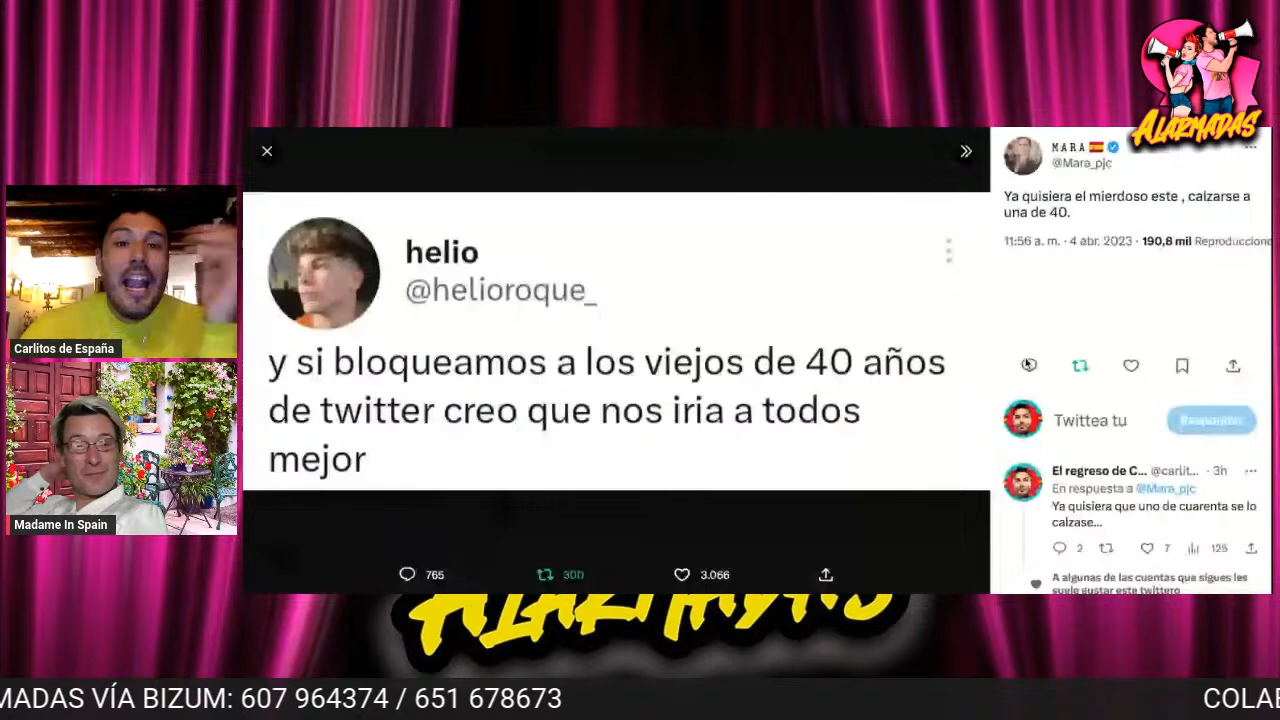 ALARMADAS
MARA
@Mara_pjc
Ya quisiera el mierdoso este , calzarse a
una de 40.
11:56 a. m. · 4 abr. 2023 · 190,8 mil Reproduccione
helio
@helioroque_
y si bloqueamos a los viejos de 40 años
de twitter creo que nos iria a todos
mejor
765
300
3.066
Twittea tu
Responder
El regreso de C... @carlit... · 3h
En respuesta a @Mara_pjc
Ya quisiera que uno de cuarenta se lo
calzase...
2
7
125
A algunas de las cuentas que sigues les
suele gustar este twittero
Carlitos de España
Madame In Spain
ALARMADAS
MADAS VÍA BIZUM: 607 964374 / 651 678673
COLAB